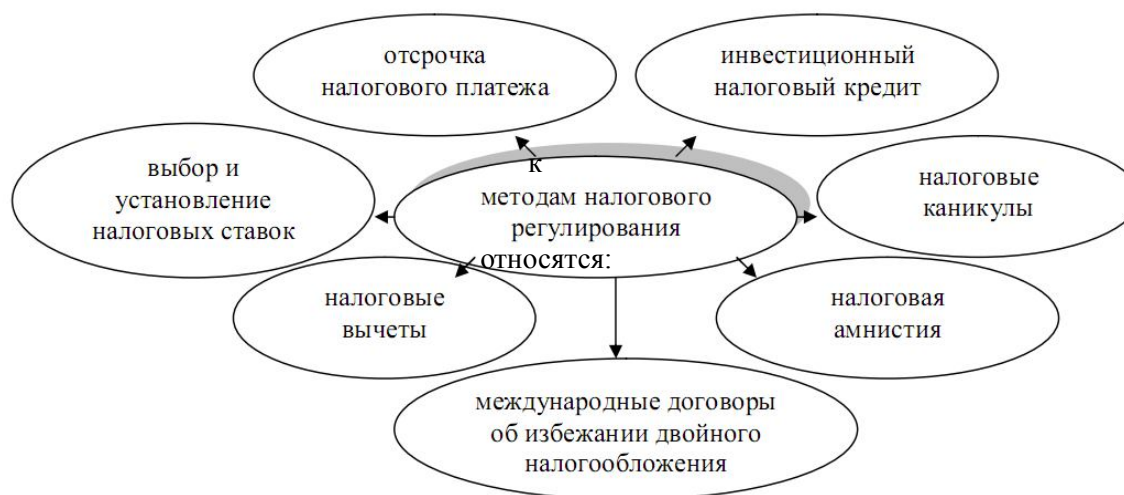 отсрочка
налогового платежа
инвестиционный
налоговый кредит
выбор и
установление
налоговых ставок
к
методам налогового
регулирования
относятся:
налоговые
каникулы
налоговые
вычеты
налоговая
амнистия
международные договоры
об избежании двойного
налогообложения